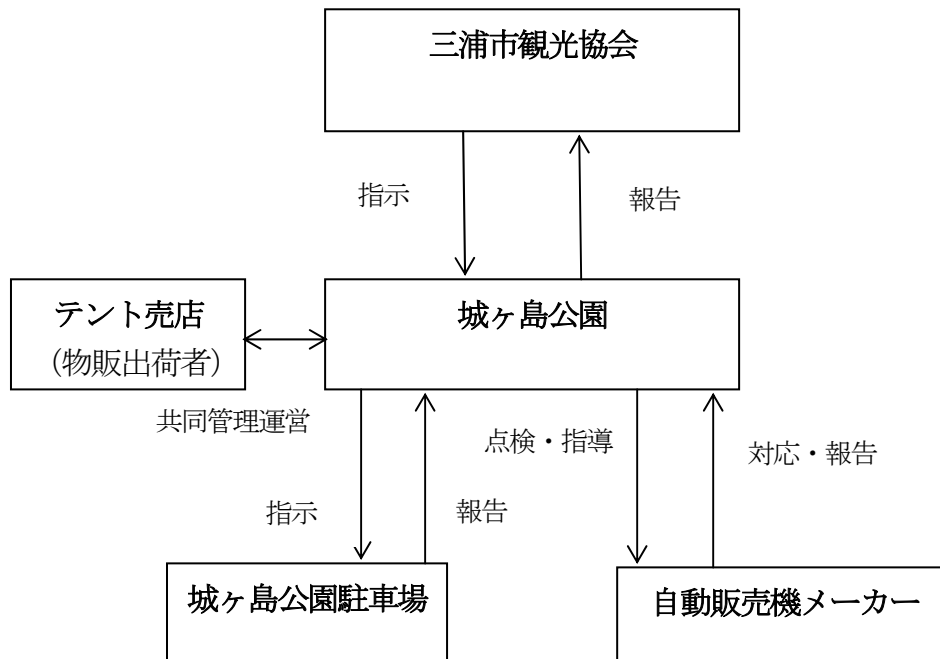 三浦市観光協会
指示
報告
テント売店
（物販出荷者）
城ヶ島公園
共同管理運営
点検・指導
対応・報告
指示
報告
城ヶ島公園駐車場
自動販売機メーカー